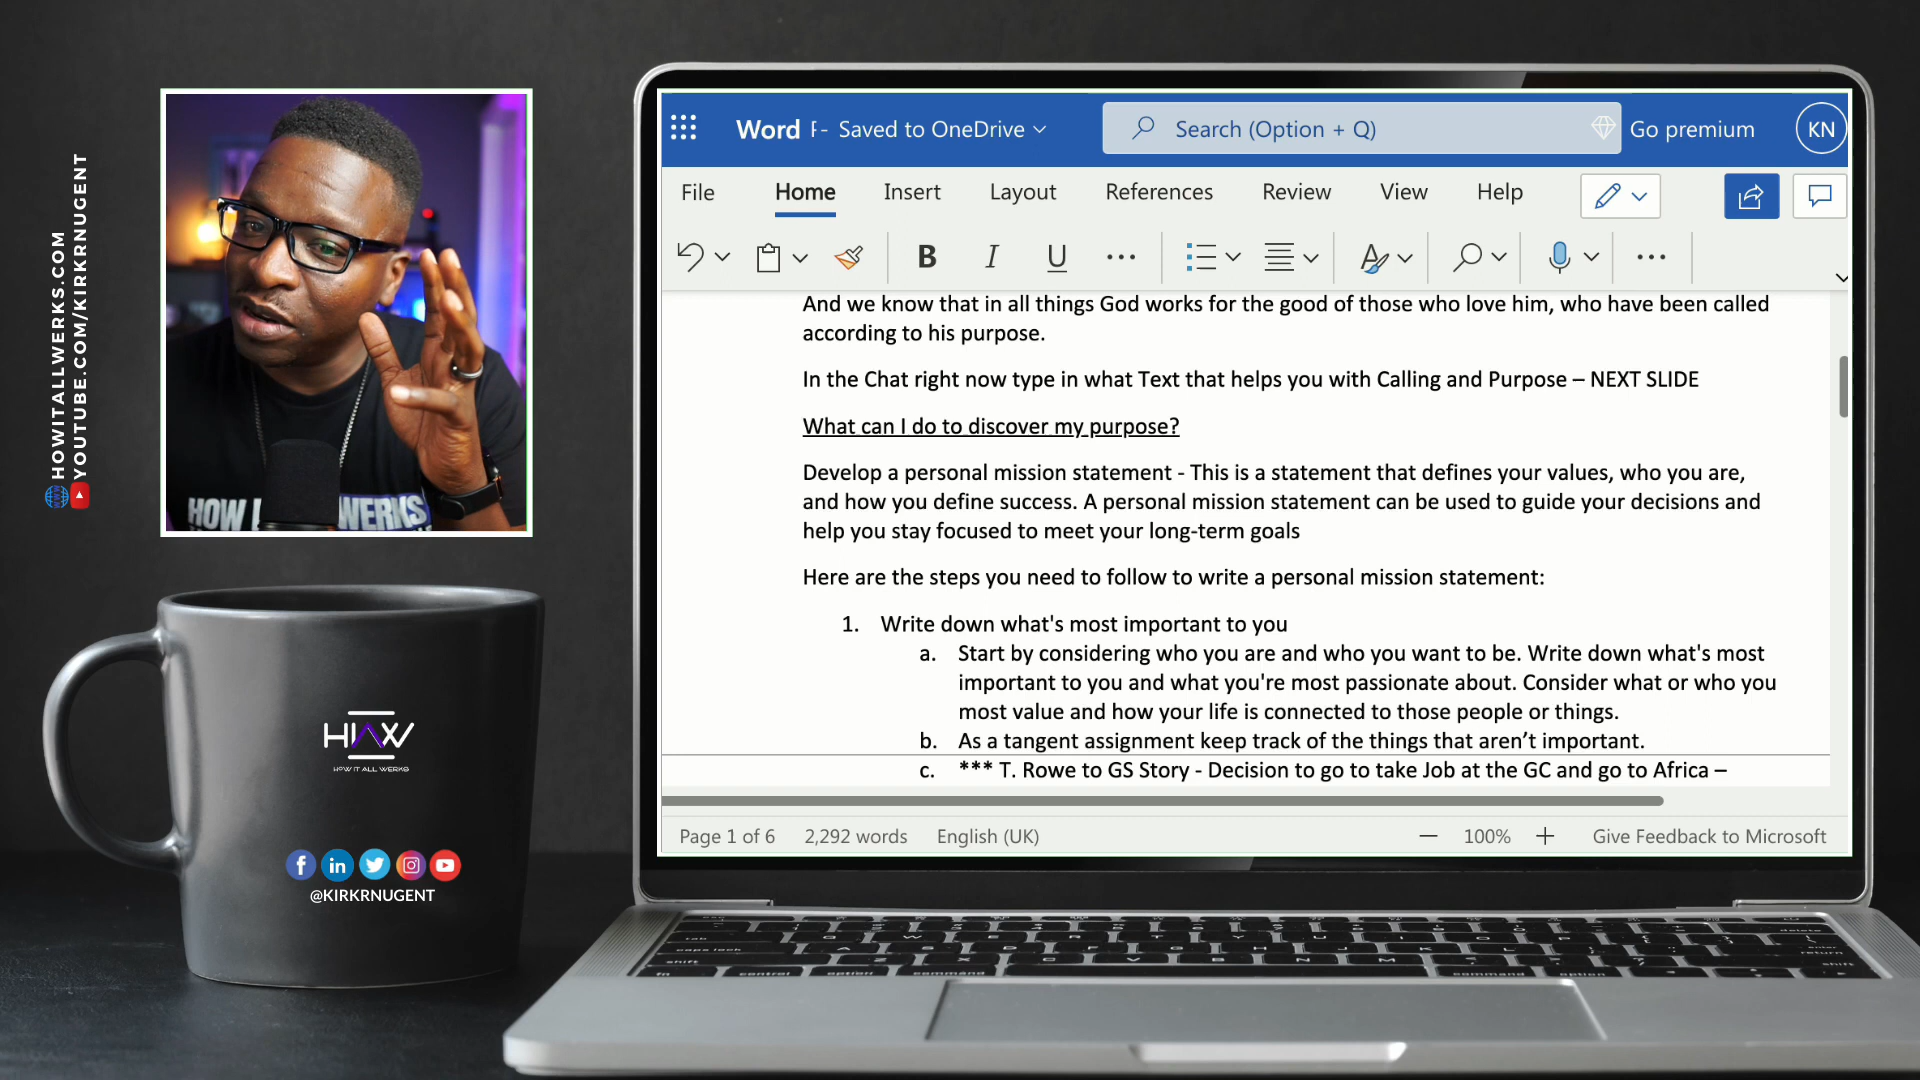 HOWITALLWERKS.COM
YOUTUBE.COM/KIRKRNUGENT
HOW
WERKS
HIAW
HOW IT ALL WERKS
@KIRKRNUGENT
Word
- Saved to OneDrive
Search (Option + Q)
Go premium
KN
File
Home
Insert
Layout
References
Review
View
Help
B
I
U
And we know that in all things God works for the good of those who love him, who have been called
according to his purpose.
In the Chat right now type in what Text that helps you with Calling and Purpose – NEXT SLIDE
What can I do to discover my purpose?
Develop a personal mission statement - This is a statement that defines your values, who you are,
and how you define success. A personal mission statement can be used to guide your decisions and
help you stay focused to meet your long-term goals
Here are the steps you need to follow to write a personal mission statement:
1. Write down what's most important to you
a. Start by considering who you are and who you want to be. Write down what's most
important to you and what you're most passionate about. Consider what or who you
most value and how your life is connected to those people or things.
b. As a tangent assignment keep track of the things that aren’t important.
c. *** T. Rowe to GS Story - Decision to go to take Job at the GC and go to Africa –
Page 1 of 6
2,292 words
English (UK)
100%
Give Feedback to Microsoft